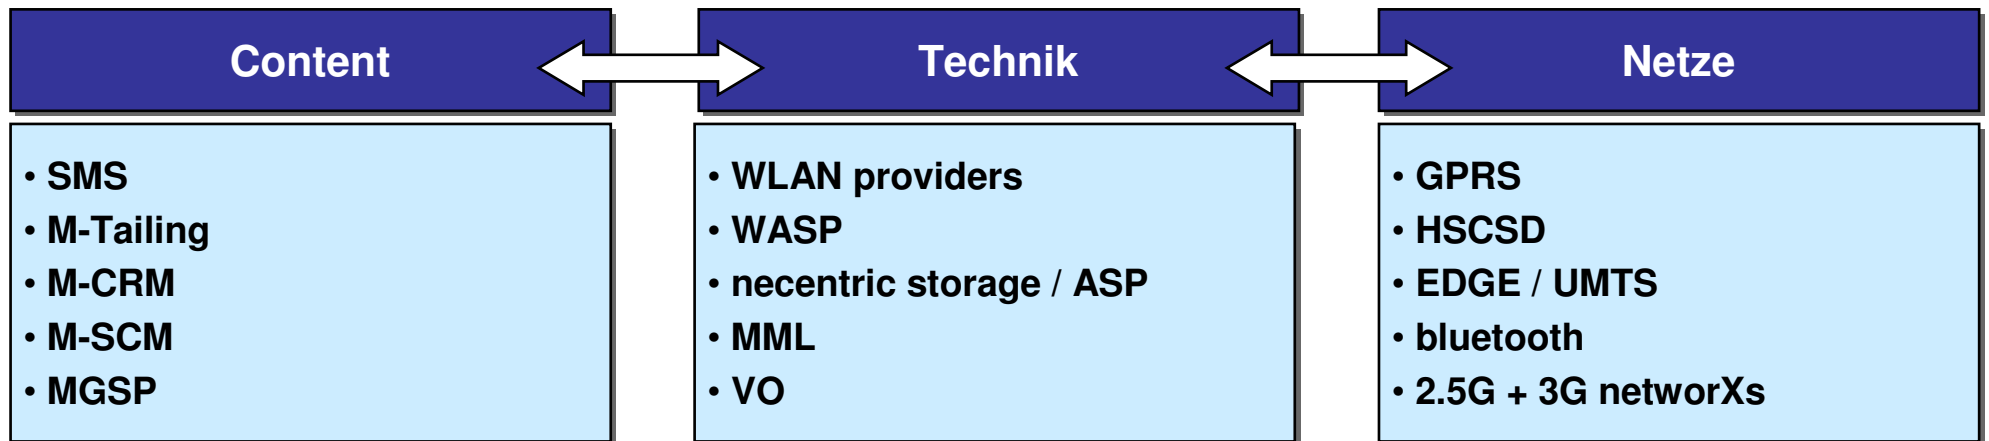 Content
• SMS
• M-Tailing
• M-CRM
• M-SCM
• MGSP
Technik
• WLAN providers
• WASP
• necentric storage / ASP
• MML
• VO
Netze
• GPRS
• HSCSD
• EDGE / UMTS
• bluetooth
• 2.5G + 3G networXs